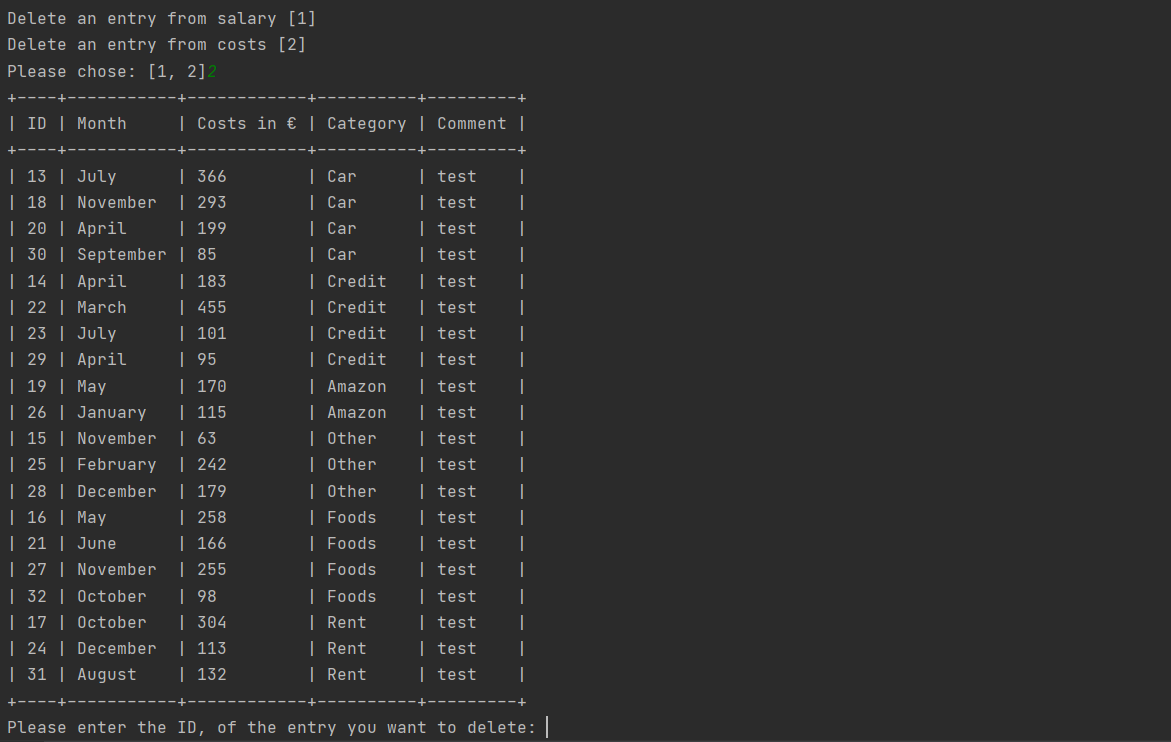 Delete an entry from salary [1]
Delete an entry from costs [2]
Please chose: [1, 2]2
+----+-----------+------------+----------+---------+
| ID | Month     | Costs in € | Category | Comment |
+----+-----------+------------+----------+---------+
| 13 | July      | 366        | Car      | test    |
| 18 | November  | 293        | Car      | test    |
| 20 | April     | 199        | Car      | test    |
| 30 | September | 85         | Car      | test    |
| 14 | April     | 183        | Credit   | test    |
| 22 | March     | 455        | Credit   | test    |
| 23 | July      | 101        | Credit   | test    |
| 29 | April     | 95         | Credit   | test    |
| 19 | May       | 170        | Amazon   | test    |
| 26 | January   | 115        | Amazon   | test    |
| 15 | November  | 63         | Other    | test    |
| 25 | February  | 242        | Other    | test    |
| 28 | December  | 179        | Other    | test    |
| 16 | May       | 258        | Foods    | test    |
| 21 | June      | 166        | Foods    | test    |
| 27 | November  | 255        | Foods    | test    |
| 32 | October   | 98         | Foods    | test    |
| 17 | October   | 304        | Rent     | test    |
| 24 | December  | 113        | Rent     | test    |
| 31 | August    | 132        | Rent     | test    |
+----+-----------+------------+----------+---------+
Please enter the ID, of the entry you want to delete: